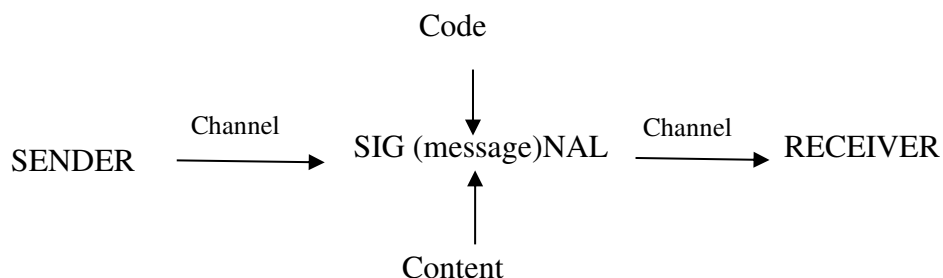 Code
Channel
Channel
SENDER
SIG (message)NAL
RECEIVER
Content